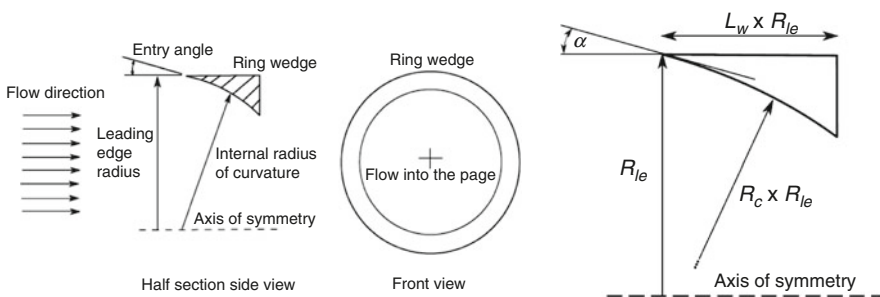 Entry angle
Ring wedge
Flow direction
Leading
edge
radius
Internal radius
of curvature
Axis of symmetry
Half section side view
Ring wedge
Flow into the page
Front view
α
L_w x R_le
R_le
R_c x R_le
Axis of symmetry